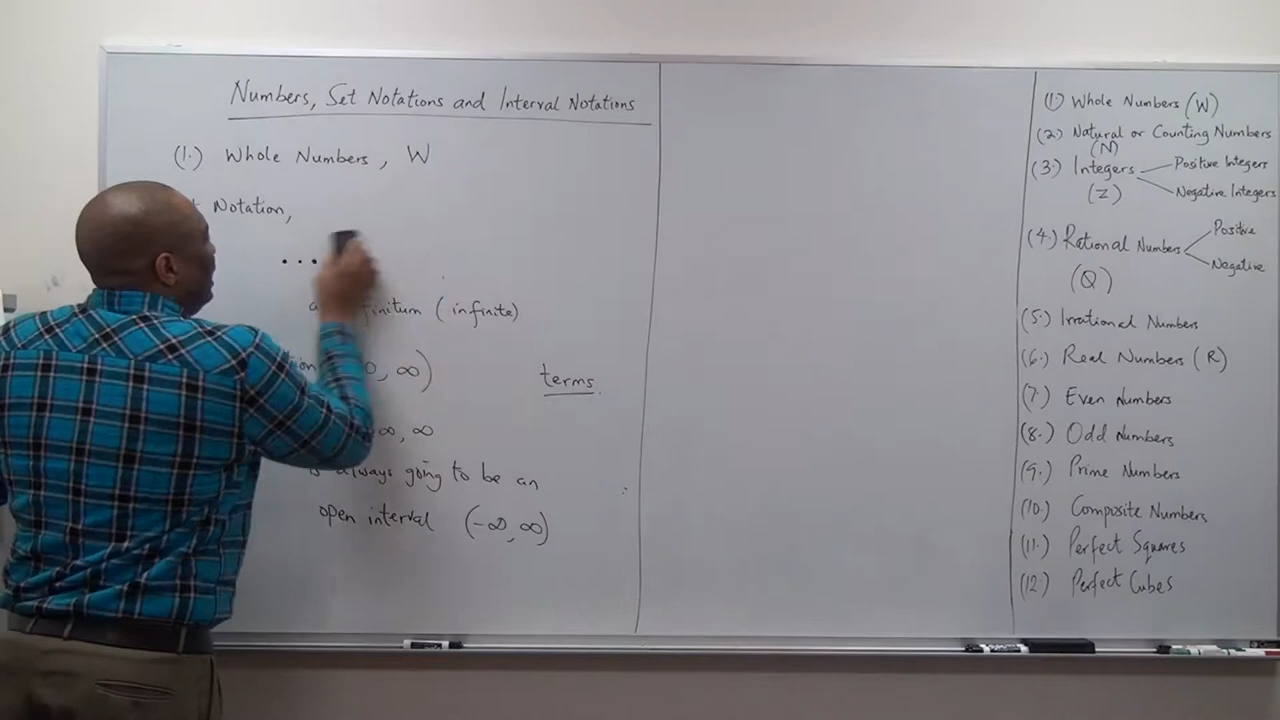 Numbers, Set Notations and Interval Notations
(1.) Whole Numbers, W
Notation,
....
(infinite)
0, ∞)
terms.
∞, ∞
is always going to be an
open interval (-∞, ∞)
(1) Whole Numbers (W)
(2.) Natural or Counting Numbers
(N)
(3.) Integers
Positive Integers
Negative Integers
(Z)
(4.) Rational Numbers
Positive
Negative
(Q)
(5.) Irrational Numbers
(6.) Real Numbers (R)
(7.) Even Numbers
(8.) Odd Numbers
(9.) Prime Numbers
(10.) Composite Numbers
(11.) Perfect Squares
(12.) Perfect Cubes